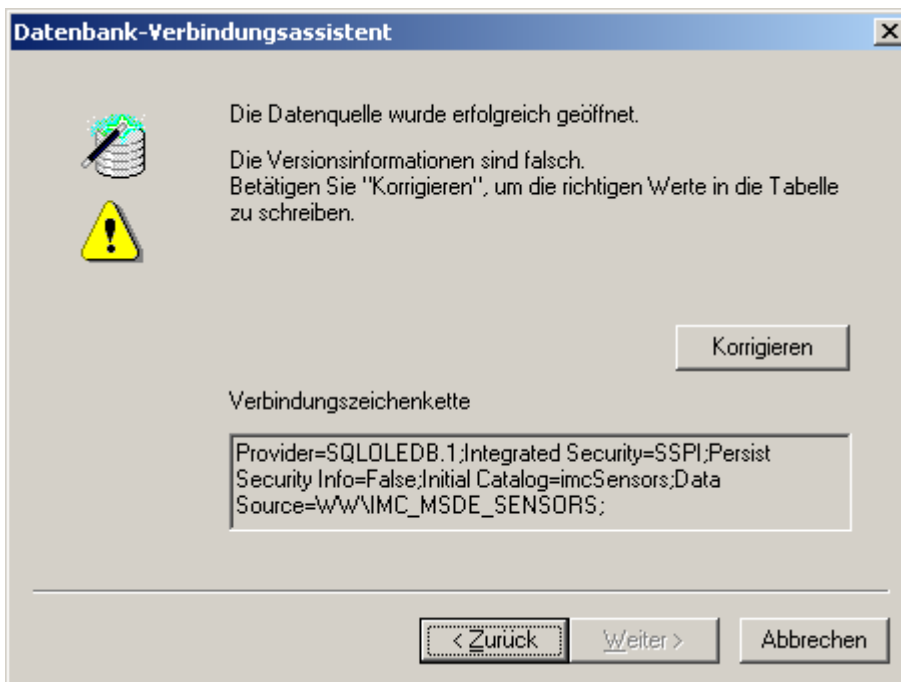 Datenbank-Verbindungsassistent
Die Datenquelle wurde erfolgreich geöffnet.
Die Versionsinformationen sind falsch.
Betätigen Sie "Korrigieren", um die richtigen Werte in die Tabelle
zu schreiben.
Korrigieren
Verbindungszeichenkette
Provider=SQLOLEDB.1;Integrated Security=SSPI;Persist
Security Info=False;Initial Catalog=imcSensors;Data
Source=WW\IMC_MSDE_SENSORS;
< Zurück
Weiter >
Abbrechen